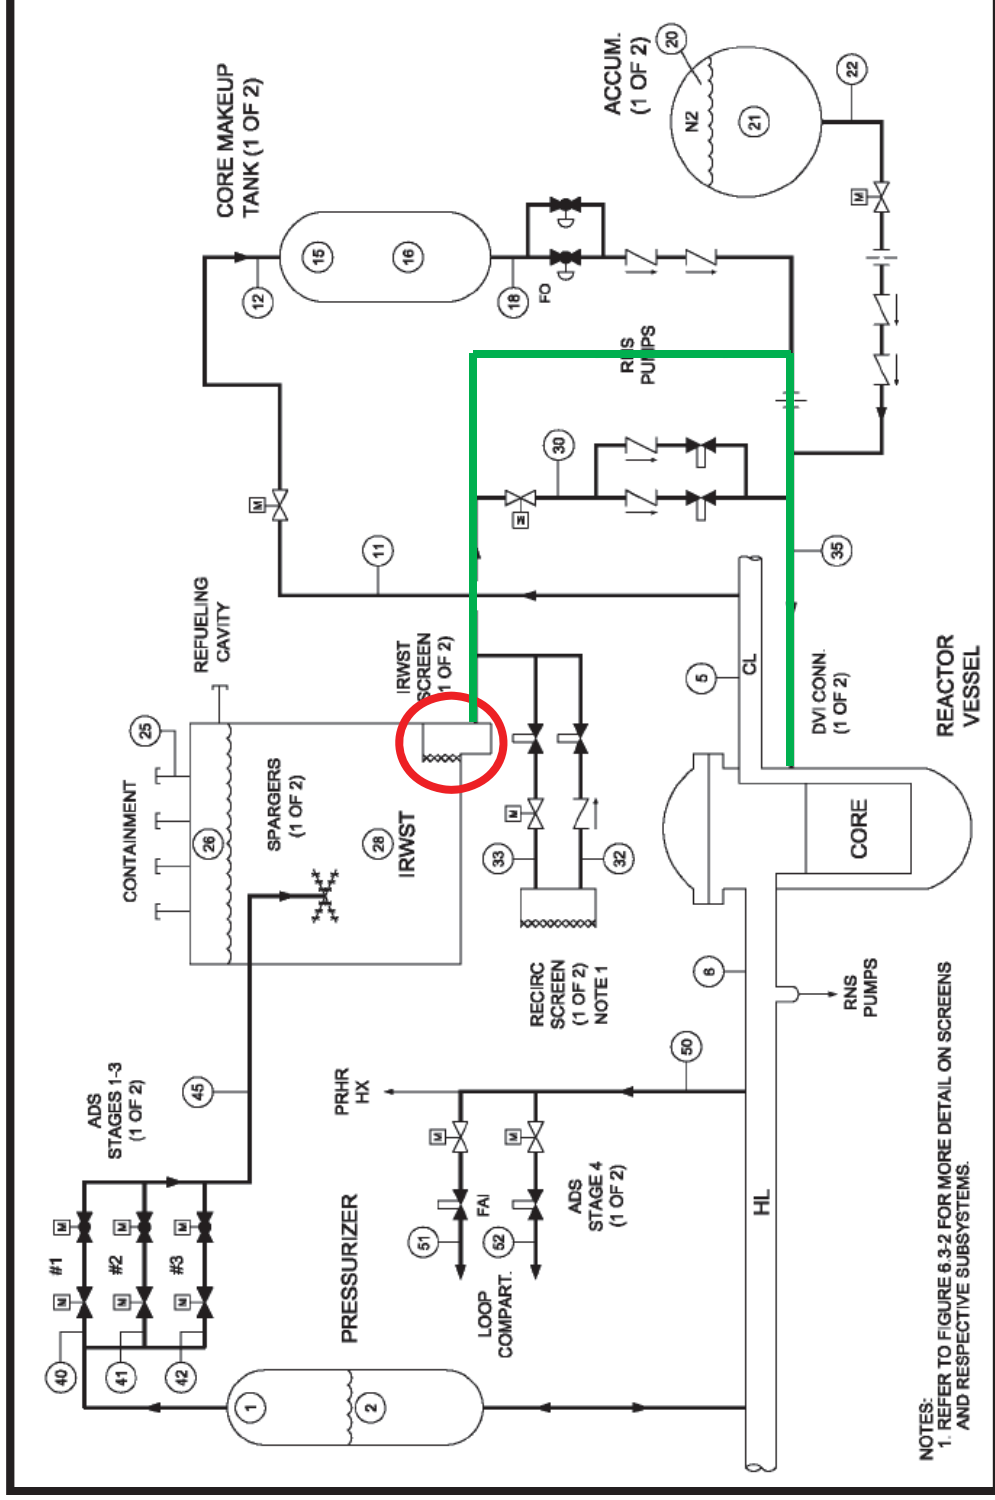 40
M
#1
M
41
M
#2
M
42
M
#3
M
ADS
STAGES 1-3
(1 OF 2)
45
CONTAINMENT
25
26
REFUELING
CAVITY
SPARGERS
(1 OF 2)
28
IRWST
CORE MAKEUP
TANK (1 OF 2)
12
15
16
18
FO
M
11
1
2
PRESSURIZER
PRHR
HX
M
M
51
FAI
52
LOOP
COMPART.
ADS
STAGE 4
(1 OF 2)
50
IRWST
SCREEN
(1 OF 2)
M
33
32
RECIRC
SCREEN
(1 OF 2)
NOTE 1
M
30
RNS
PUMPS
ACCUM.
(1 OF 2)
20
N2
21
22
M
HL
6
RNS
PUMPS
CORE
5
CL
DVI CONN.
(1 OF 2)
35
REACTOR
VESSEL
NOTES:
1. REFER TO FIGURE 6.3-2 FOR MORE DETAIL ON SCREENS
AND RESPECTIVE SUBSYSTEMS.